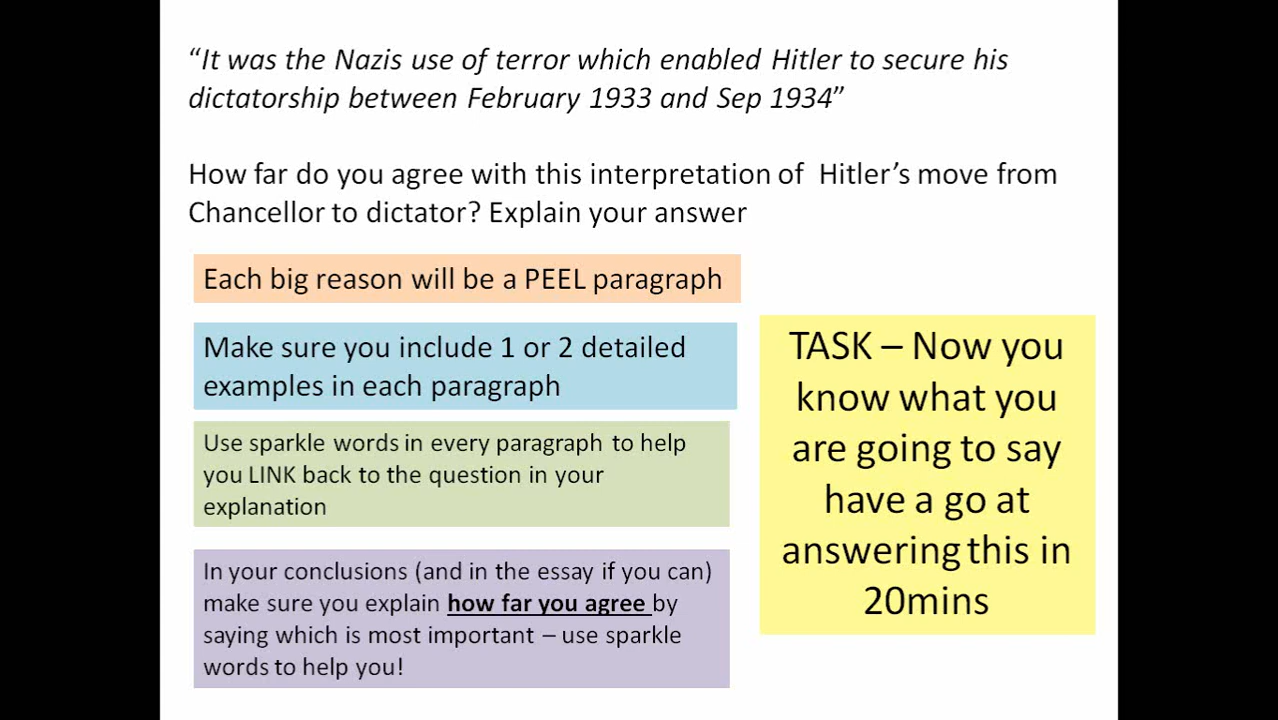 “It was the Nazis use of terror which enabled Hitler to secure his
dictatorship between February 1933 and Sep 1934”
How far do you agree with this interpretation of Hitler’s move from
Chancellor to dictator? Explain your answer
Each big reason will be a PEEL paragraph
Make sure you include 1 or 2 detailed
examples in each paragraph
Use sparkle words in every paragraph to help
you LINK back to the question in your
explanation
In your conclusions (and in the essay if you can)
make sure you explain how far you agree by
saying which is most important – use sparkle
words to help you!
TASK – Now you
know what you
are going to say
have a go at
answering this in
20mins